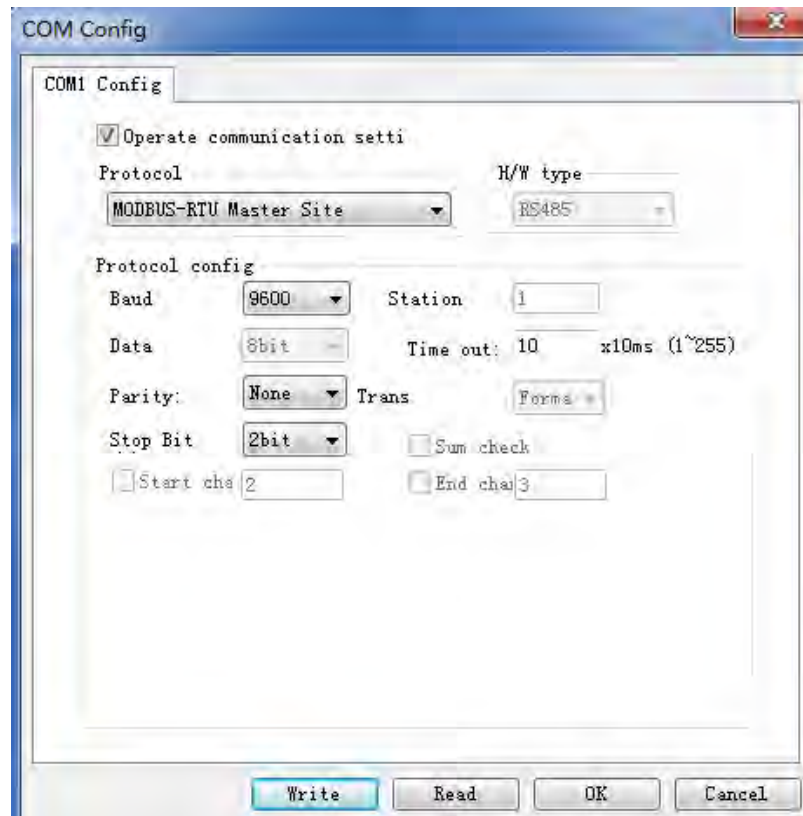 COM Config
COM1 Config
Operate communication setti
Protocol H/W type
MODBUS-RTU Master Site RS485
Protocol config
Baud 9600 Station 1
Data 8bit Time out: 10 x10ms (1~255)
Parity: None Trans Forma
Stop Bit 2bit Sum check
Start cha 2 End cha 3
Write Read OK Cancel